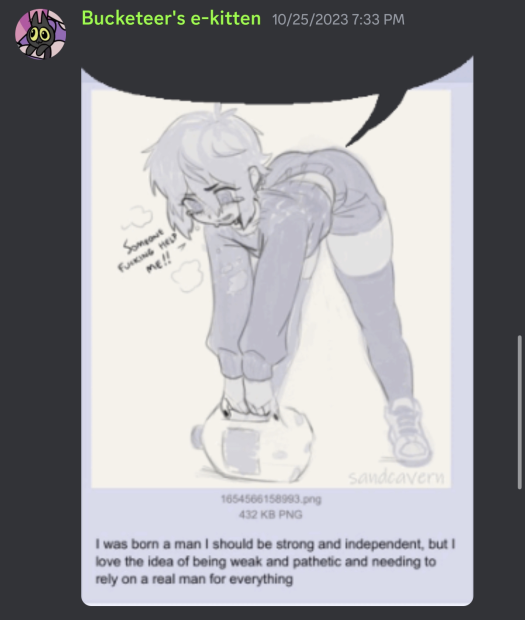 Bucketeer's e-kitten 10/25/2023 7:33 PM
SOMEONE
FUCKING HELP
ME!!
sandcavern
1654566158993.png
432 KB PNG
I was born a man I should be strong and independent, but I
love the idea of being weak and pathetic and needing to
rely on a real man for everything